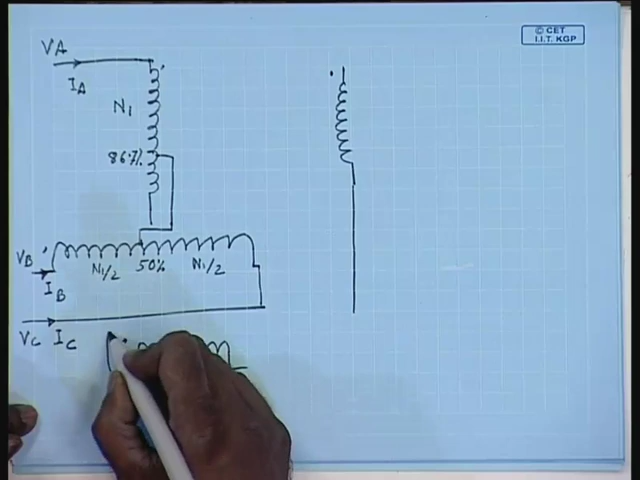 © CET
I.I.T. KGP
VA
IA
N1
86.7%
VB
N1/2 50% N1/2
IB
VC IC